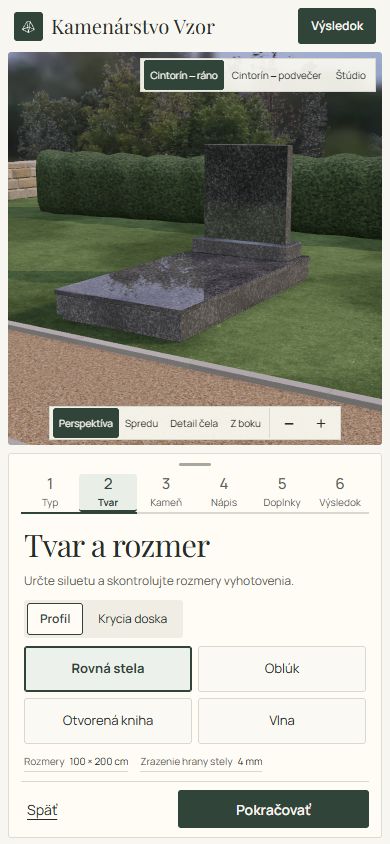 Kamenárstvo Vzor
Výsledok
Cintorín – ráno
Cintorín – podvečer
Štúdio
Perspektíva
Spredu
Detail čela
Z boku
−
+
1
Typ
2
Tvar
3
Kameň
4
Nápis
5
Doplnky
6
Výsledok
Tvar a rozmer
Určte siluetu a skontrolujte rozmery vyhotovenia.
Profil
Krycia doska
Rovná stela
Oblúk
Otvorená kniha
Vlna
Rozmery 100 × 200 cm
Zrazenie hrany stely 4 mm
Späť
Pokračovať